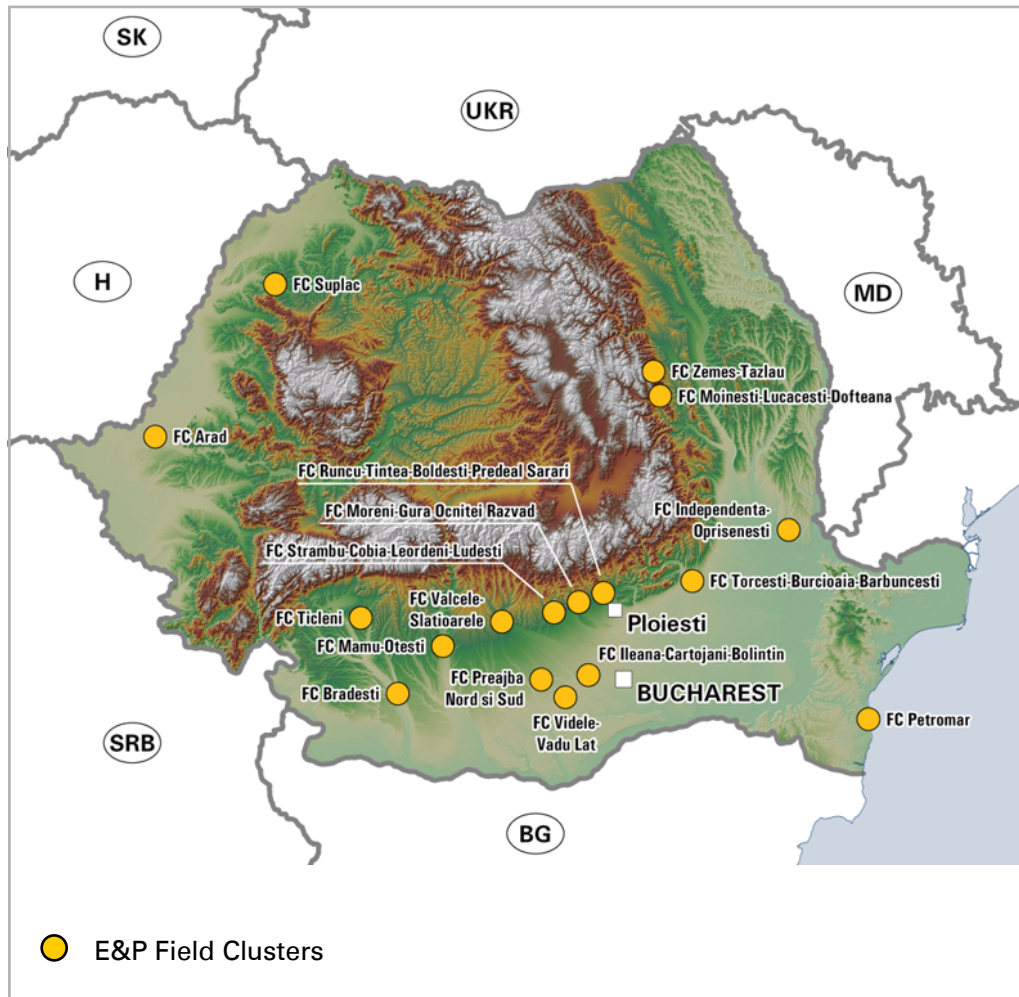 SK
UKR
H
FC Suplac
MD
FC Zemes-Tazlau
FC Moinesti-Lucacesti-Dofteana
FC Arad
FC Runcu-Tintea-Boldesti-Predeal Sarari
FC Moreni-Gura Ocnitei Razvad
FC Independenta-
Oprisenesti
FC Strambu-Cobia-Leordeni-Ludesti
FC Torcesti-Burcioaia-Barbuncesti
FC Valcele-
Slatioarele
FC Ticleni
Ploiesti
FC Mamu-Otesti
FC Ileana-Cartojani-Bolintin
FC Preajba
Nord si Sud
BUCHAREST
FC Bradesti
FC Videle-
Vadu Lat
FC Petromar
SRB
BG
E&P Field Clusters